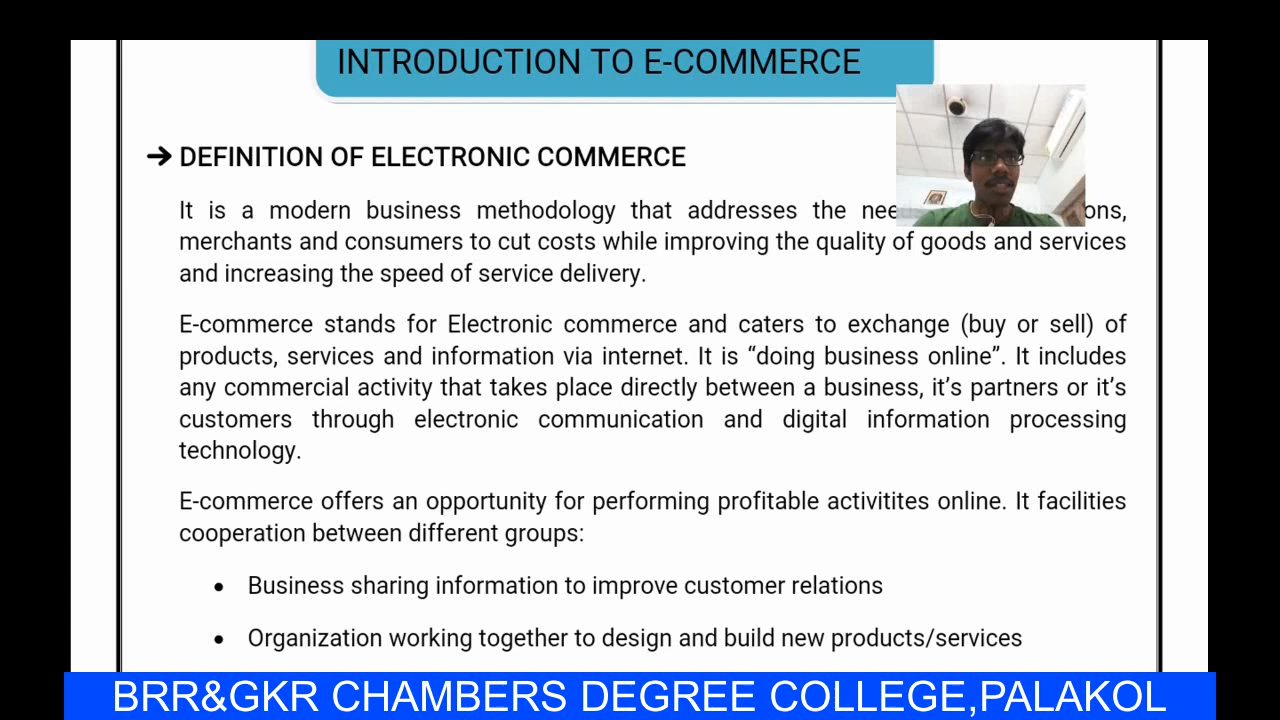 INTRODUCTION TO E-COMMERCE
→ DEFINITION OF ELECTRONIC COMMERCE
It is a modern business methodology that addresses the
merchants and consumers to cut costs while improving the quality of goods and services
and increasing the speed of service delivery.
E-commerce stands for Electronic commerce and caters to exchange (buy or sell) of
products, services and information via internet. It is “doing business online”. It includes
any commercial activity that takes place directly between a business, it’s partners or it’s
customers through electronic communication and digital information processing
technology.
E-commerce offers an opportunity for performing profitable activitites online. It facilities
cooperation between different groups:
• Business sharing information to improve customer relations
• Organization working together to design and build new products/services
BRR&GKR CHAMBERS DEGREE COLLEGE,PALAKOL